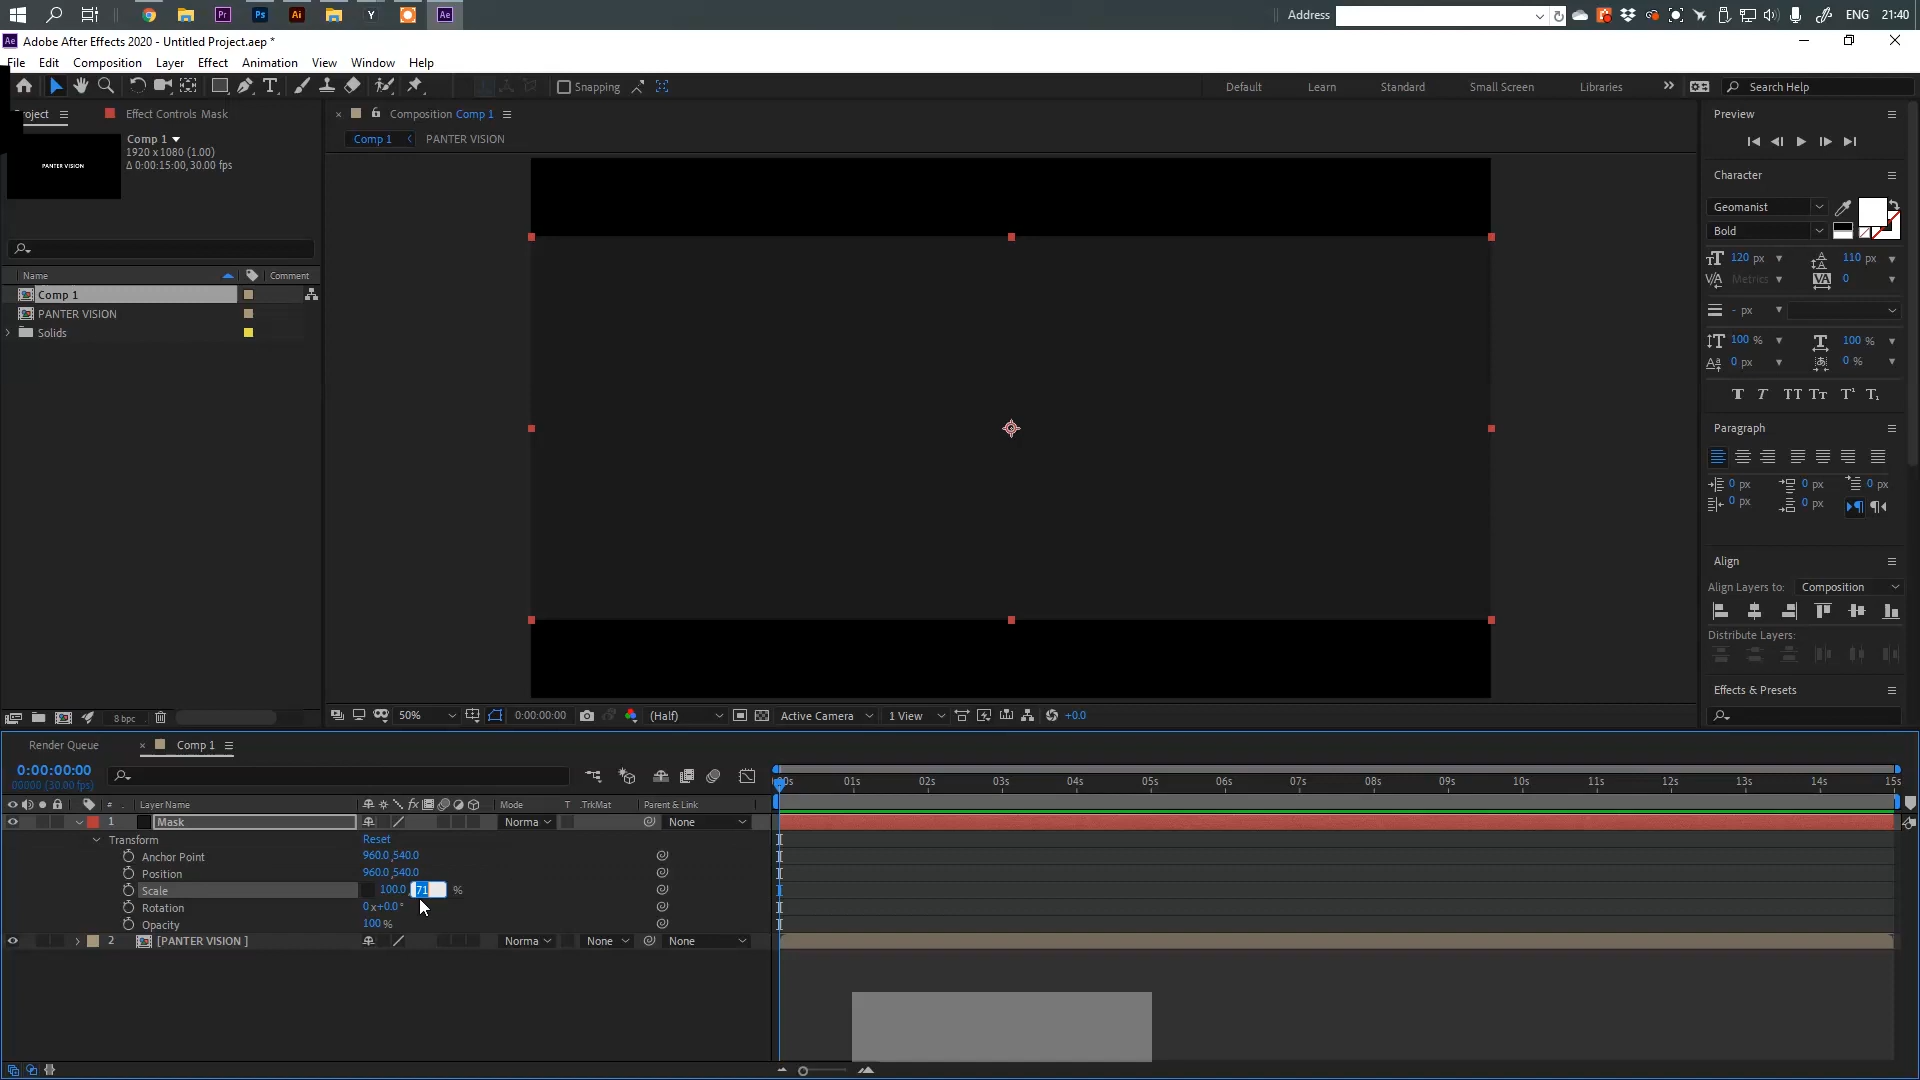 Address
ENG
21:40
Pr
Ps
Ai
Y
Ae
Ae
Adobe After Effects 2020 - Untitled Project.aep *
File Edit Composition Layer Effect Animation View Window Help
Snapping
Default
Learn
Standard
Small Screen
Libraries
Search Help
roject
Effect Controls Mask
Comp 1
1920 x 1080 (1.00)
Δ 0:00:15:00, 30.00 fps
PANTER VISION
Composition Comp 1
Comp 1
PANTER VISION
Name
Comment
Comp 1
PANTER VISION
Solids
8 bpc
50%
0:00:00:00
(Half)
Active Camera
1 View
+0.0
Preview
Character
Geomanist
Bold
120 px
110 px
Metrics
0
- px
100 %
100 %
0 px
0 %
Paragraph
0 px
0 px
0 px
0 px
0 px
Align
Align Layers to: Composition
Distribute Layers:
Effects & Presets
Render Queue
Comp 1
0:00:00:00
00000 (30.00 fps)
# Layer Name
Mode
T .TrkMat
Parent & Link
00s 01s 02s 03s 04s 05s 06s 07s 08s 09s 10s 11s 12s 13s 14s 15s
1 Mask
Norma
None
Transform
Reset
Anchor Point
960.0, 540.0
Position
960.0, 540.0
Scale
100.0, 71 %
Rotation
0 x+0.0 °
Opacity
100 %
2 [PANTER VISION ]
Norma
None
None